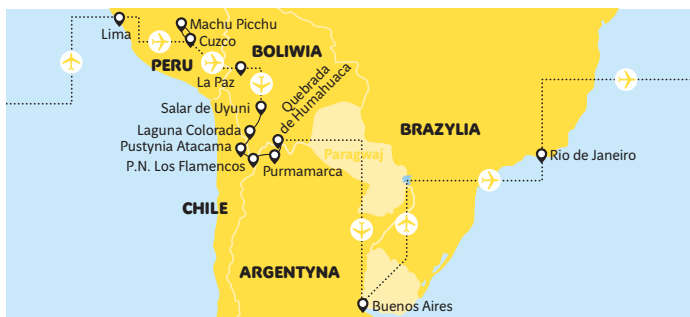 Machu Picchu
Lima
Cuzco
BOLIWIA
PERU
La Paz
Quebrada
de Humahuaca
Salar de Uyuni
Laguna Colorada
BRAZYLIA
Pustynia Atacama
Paragwaj
Rio de Janeiro
P.N. Los Flamencos
Purmamarca
CHILE
ARGENTYNA
Buenos Aires